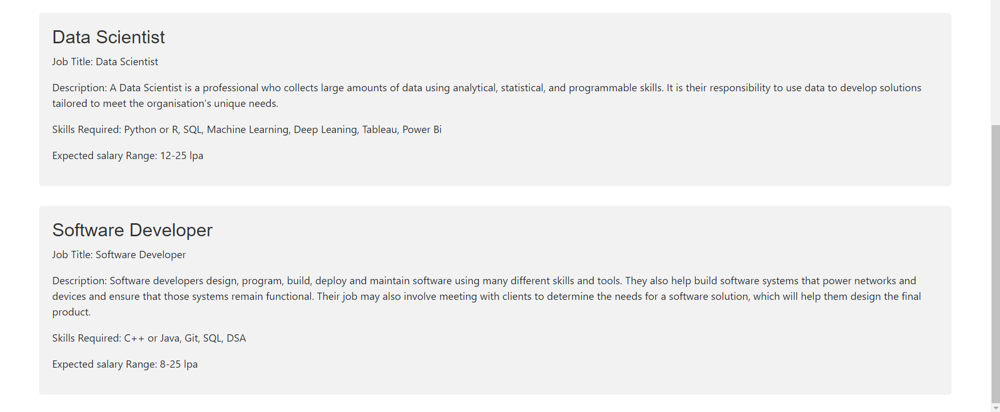 Data Scientist
Job Title: Data Scientist
Description: A Data Scientist is a professional who collects large amounts of data using analytical, statistical, and programmable skills. It is their responsibility to use data to develop solutions
tailored to meet the organisation's unique needs.
Skills Required: Python or R, SQL, Machine Learning, Deep Leaning, Tableau, Power Bi
Expected salary Range: 12-25 lpa
Software Developer
Job Title: Software Developer
Description: Software developers design, program, build, deploy and maintain software using many different skills and tools. They also help build software systems that power networks and
devices and ensure that those systems remain functional. Their job may also involve meeting with clients to determine the needs for a software solution, which will help them design the final
product.
Skills Required: C++ or Java, Git, SQL, DSA
Expected salary Range: 8-25 lpa